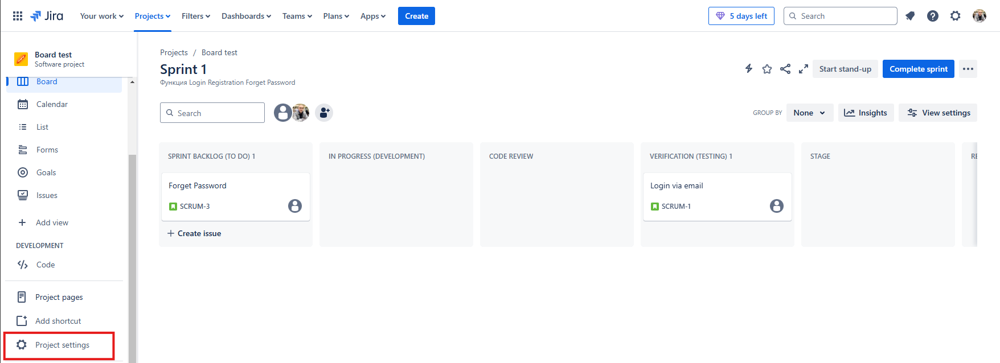 Jira Your work Projects Filters Dashboards Teams Plans Apps Create 5 days left Search
Board test
Software project
Board
Calendar
List
Forms
Goals
Issues
Add view
DEVELOPMENT
Code
Project pages
Add shortcut
Project settings
Projects / Board test
Sprint 1
Функция Login Registration Forget Password
Start stand-up Complete sprint
Search
GROUP BY None Insights View settings
SPRINT BACKLOG (TO DO) 1
Forget Password
SCRUM-3
Create issue
IN PROGRESS (DEVELOPMENT)
CODE REVIEW
VERIFICATION (TESTING) 1
Login via email
SCRUM-1
STAGE
RE